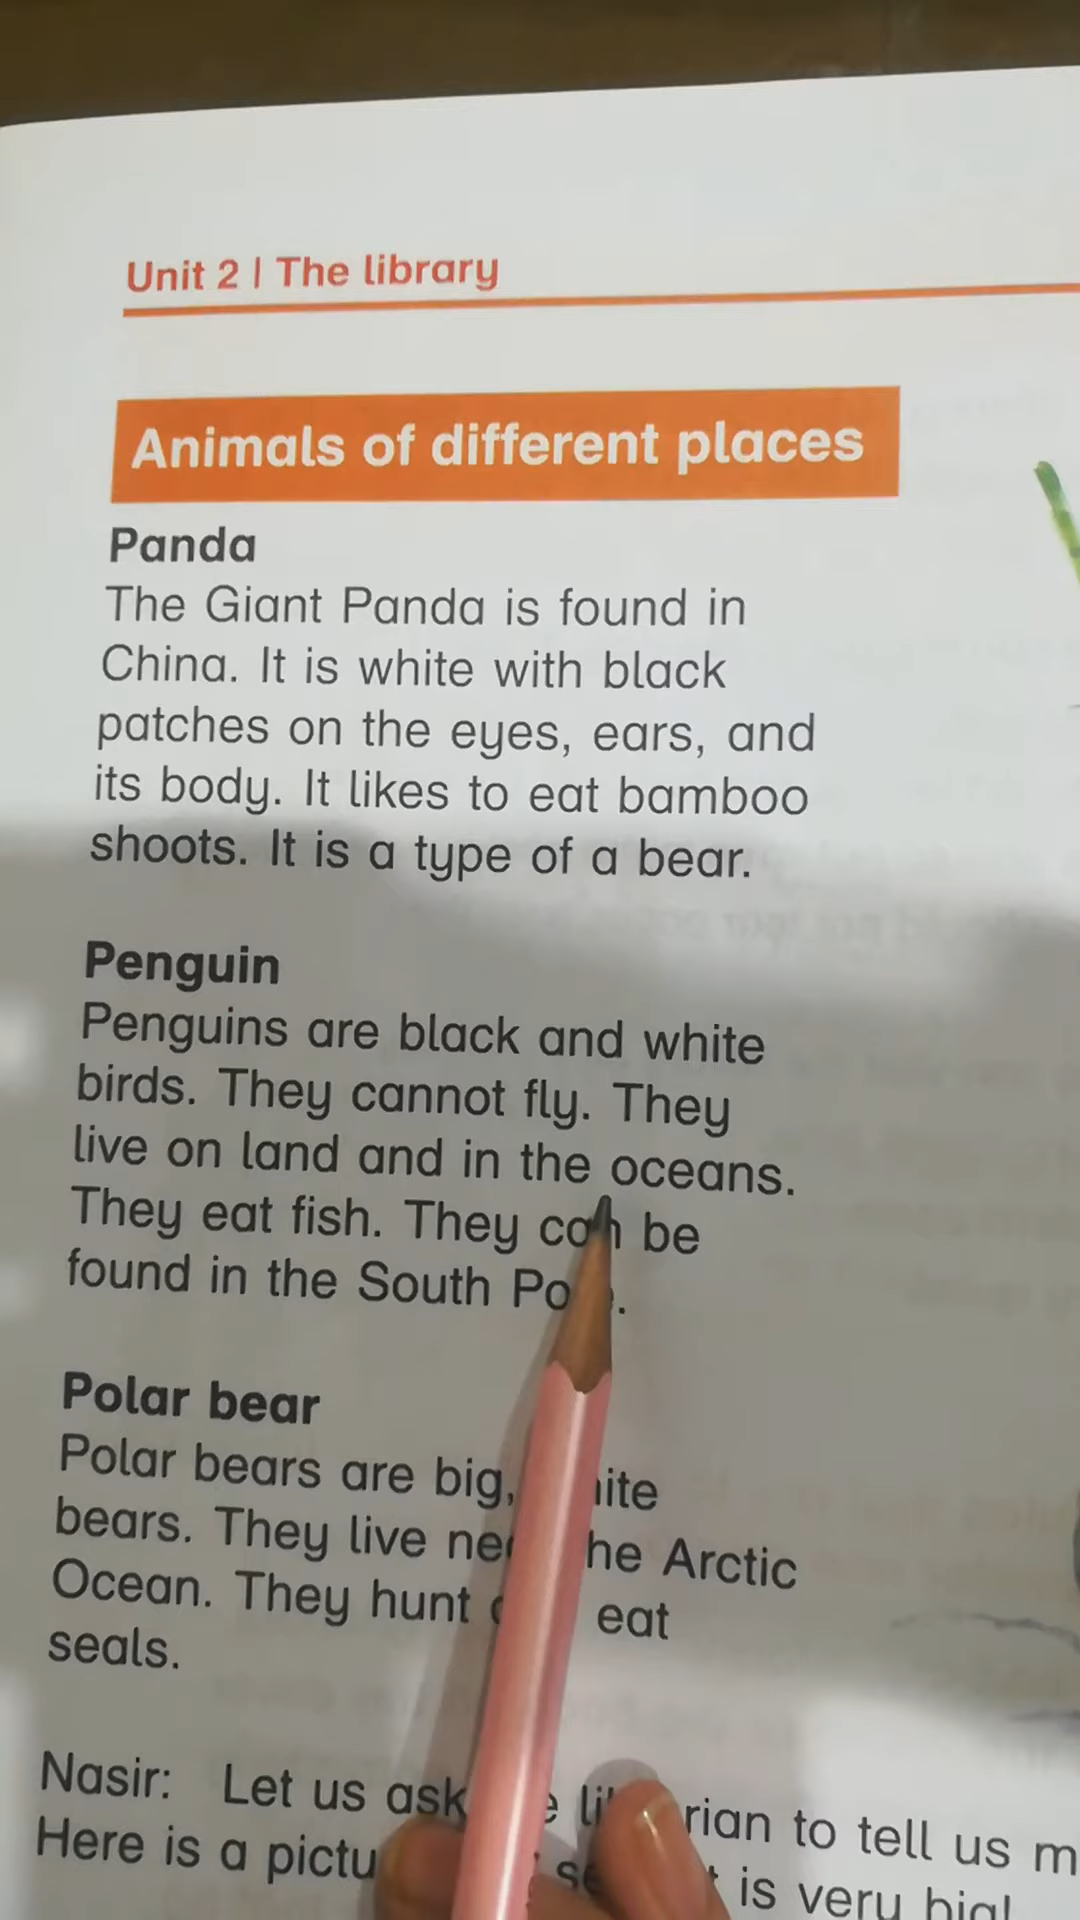 Unit 2 | The library
Animals of different places
Panda
The Giant Panda is found in
China. It is white with black
patches on the eyes, ears, and
its body. It likes to eat bamboo
shoots. It is a type of a bear.
Penguin
Penguins are black and white
birds. They cannot fly. They
live on land and in the oceans.
They eat fish. They can be
found in the South
Polar bear
Polar bears are big,
bears. They live the Arctic
Ocean. They hunt eat
seals.
Nasir: Let us ask to tell us
Here is a is very